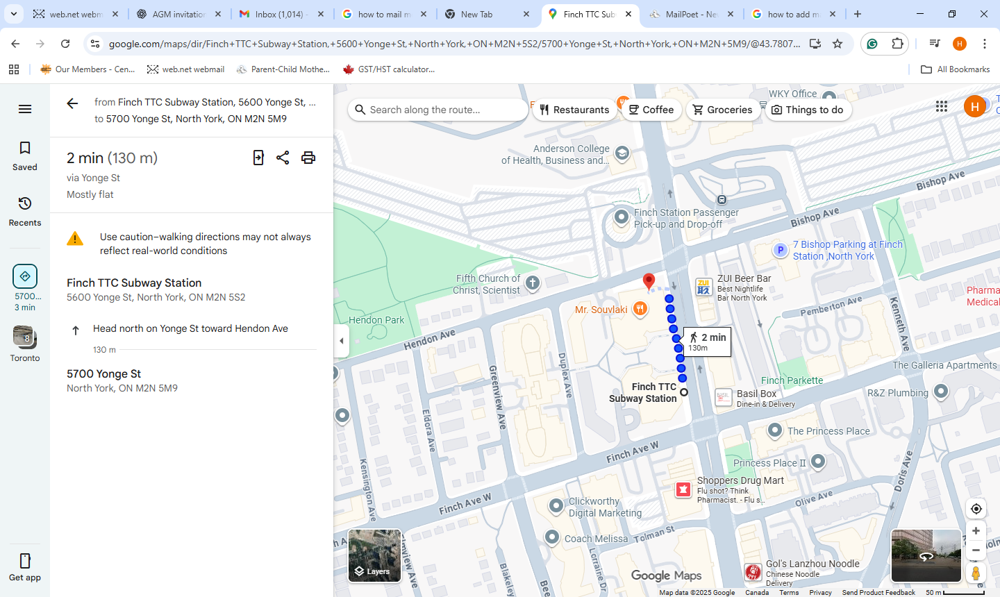 web.net webm
AGM invitation
Inbox (1,014) -
how to mail m
New Tab
Finch TTC Sub
MailPoet - Ne
how to add m
google.com/maps/dir/Finch+TTC+Subway+Station,+5600+Yonge+St,+North+York,+ON+M2N+5S2/5700+Yonge+St,+North+York,+ON+M2N+5M9/@43.7807...
H
Our Members - Cen...
web.net webmail
Parent-Child Mothe...
GST/HST calculator...
All Bookmarks
from Finch TTC Subway Station, 5600 Yonge St, ...
to 5700 Yonge St, North York, ON M2N 5M9
2 min (130 m)
via Yonge St
Mostly flat
Use caution–walking directions may not always
reflect real-world conditions
Finch TTC Subway Station
5600 Yonge St, North York, ON M2N 5S2
Head north on Yonge St toward Hendon Ave
130 m
5700 Yonge St
North York, ON M2N 5M9
Saved
Recents
5700...
3 min
8
Toronto
Get app
Search along the route...
Restaurants
Coffee
Groceries
Things to do
H
WKY Office
Anderson College
of Health, Business and...
Finch Station Passenger
Pick-up and Drop-off
Bishop Ave
Bishop Ave
P
7 Bishop Parking at Finch
Station ,North York
Fifth Church of
Christ, Scientist
ZUI
ZUI Beer Bar
Best Nightlife
Bar North York
Mr. Souvlaki
Pharma
Medical
Pemberton Ave
Kenneth Ave
Hendon Park
Hendon Ave
2 min
130m
Greenview Ave
Duplex Ave
The Galleria Apartments
Finch Parkette
Finch TTC
Subway Station
Basil Box
Dine-in & Delivery
R&Z Plumbing
Eldora Ave
The Princess Place
Finch Ave W
Princess Place II
Kensington Ave
Doris Ave
Shoppers Drug Mart
Flu shot? Think
Pharmacist. - Flu s...
Olive Ave
Finch Ave W
Clickworthy
Digital Marketing
Coach Melissa
Tolman St
Lorraine Dr
Blakeley
Layers
Gol's Lanzhou Noodle
Chinese Noodle
Delivery
Google Maps
Map data ©2025 Google
Canada
Terms
Privacy
Send Product Feedback
50 m